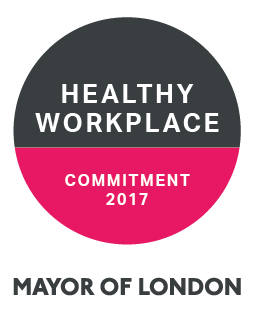 HEALTHY
WORKPLACE
COMMITMENT
2017
MAYOR OF LONDON